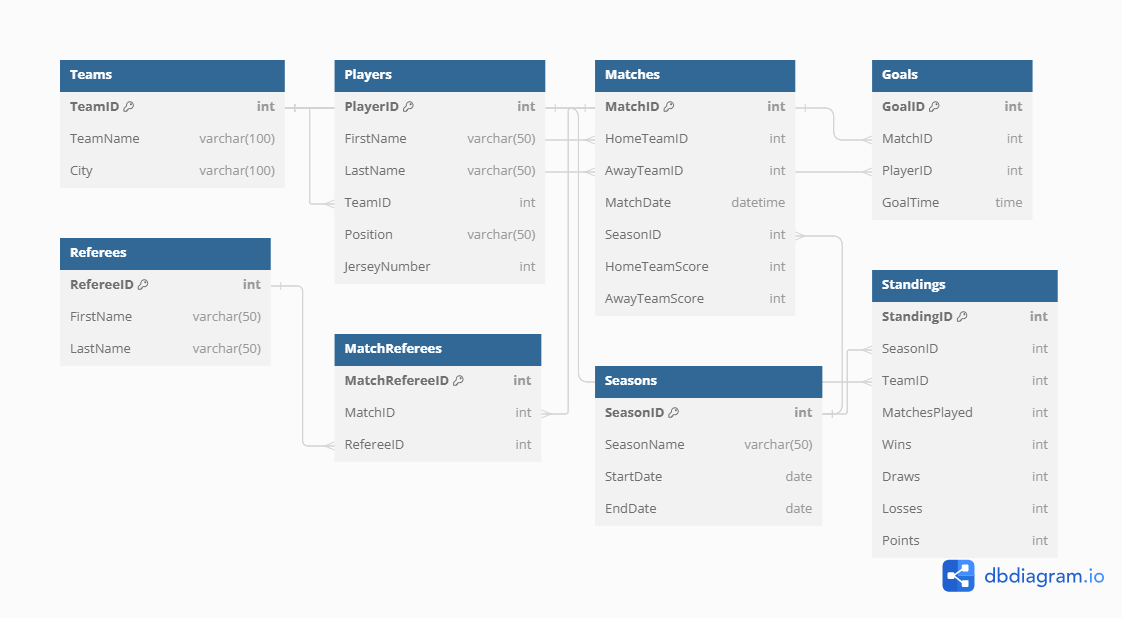 Teams
TeamID int
TeamName varchar(100)
City varchar(100)
Players
PlayerID int
FirstName varchar(50)
LastName varchar(50)
TeamID int
Position varchar(50)
JerseyNumber int
Matches
MatchID int
HomeTeamID int
AwayTeamID int
MatchDate datetime
SeasonID int
HomeTeamScore int
AwayTeamScore int
Goals
GoalID int
MatchID int
PlayerID int
GoalTime time
Referees
RefereeID int
FirstName varchar(50)
LastName varchar(50)
MatchReferees
MatchRefereeID int
MatchID int
RefereeID int
Seasons
SeasonID int
SeasonName varchar(50)
StartDate date
EndDate date
Standings
StandingID int
SeasonID int
TeamID int
MatchesPlayed int
Wins int
Draws int
Losses int
Points int
dbdiagram.io